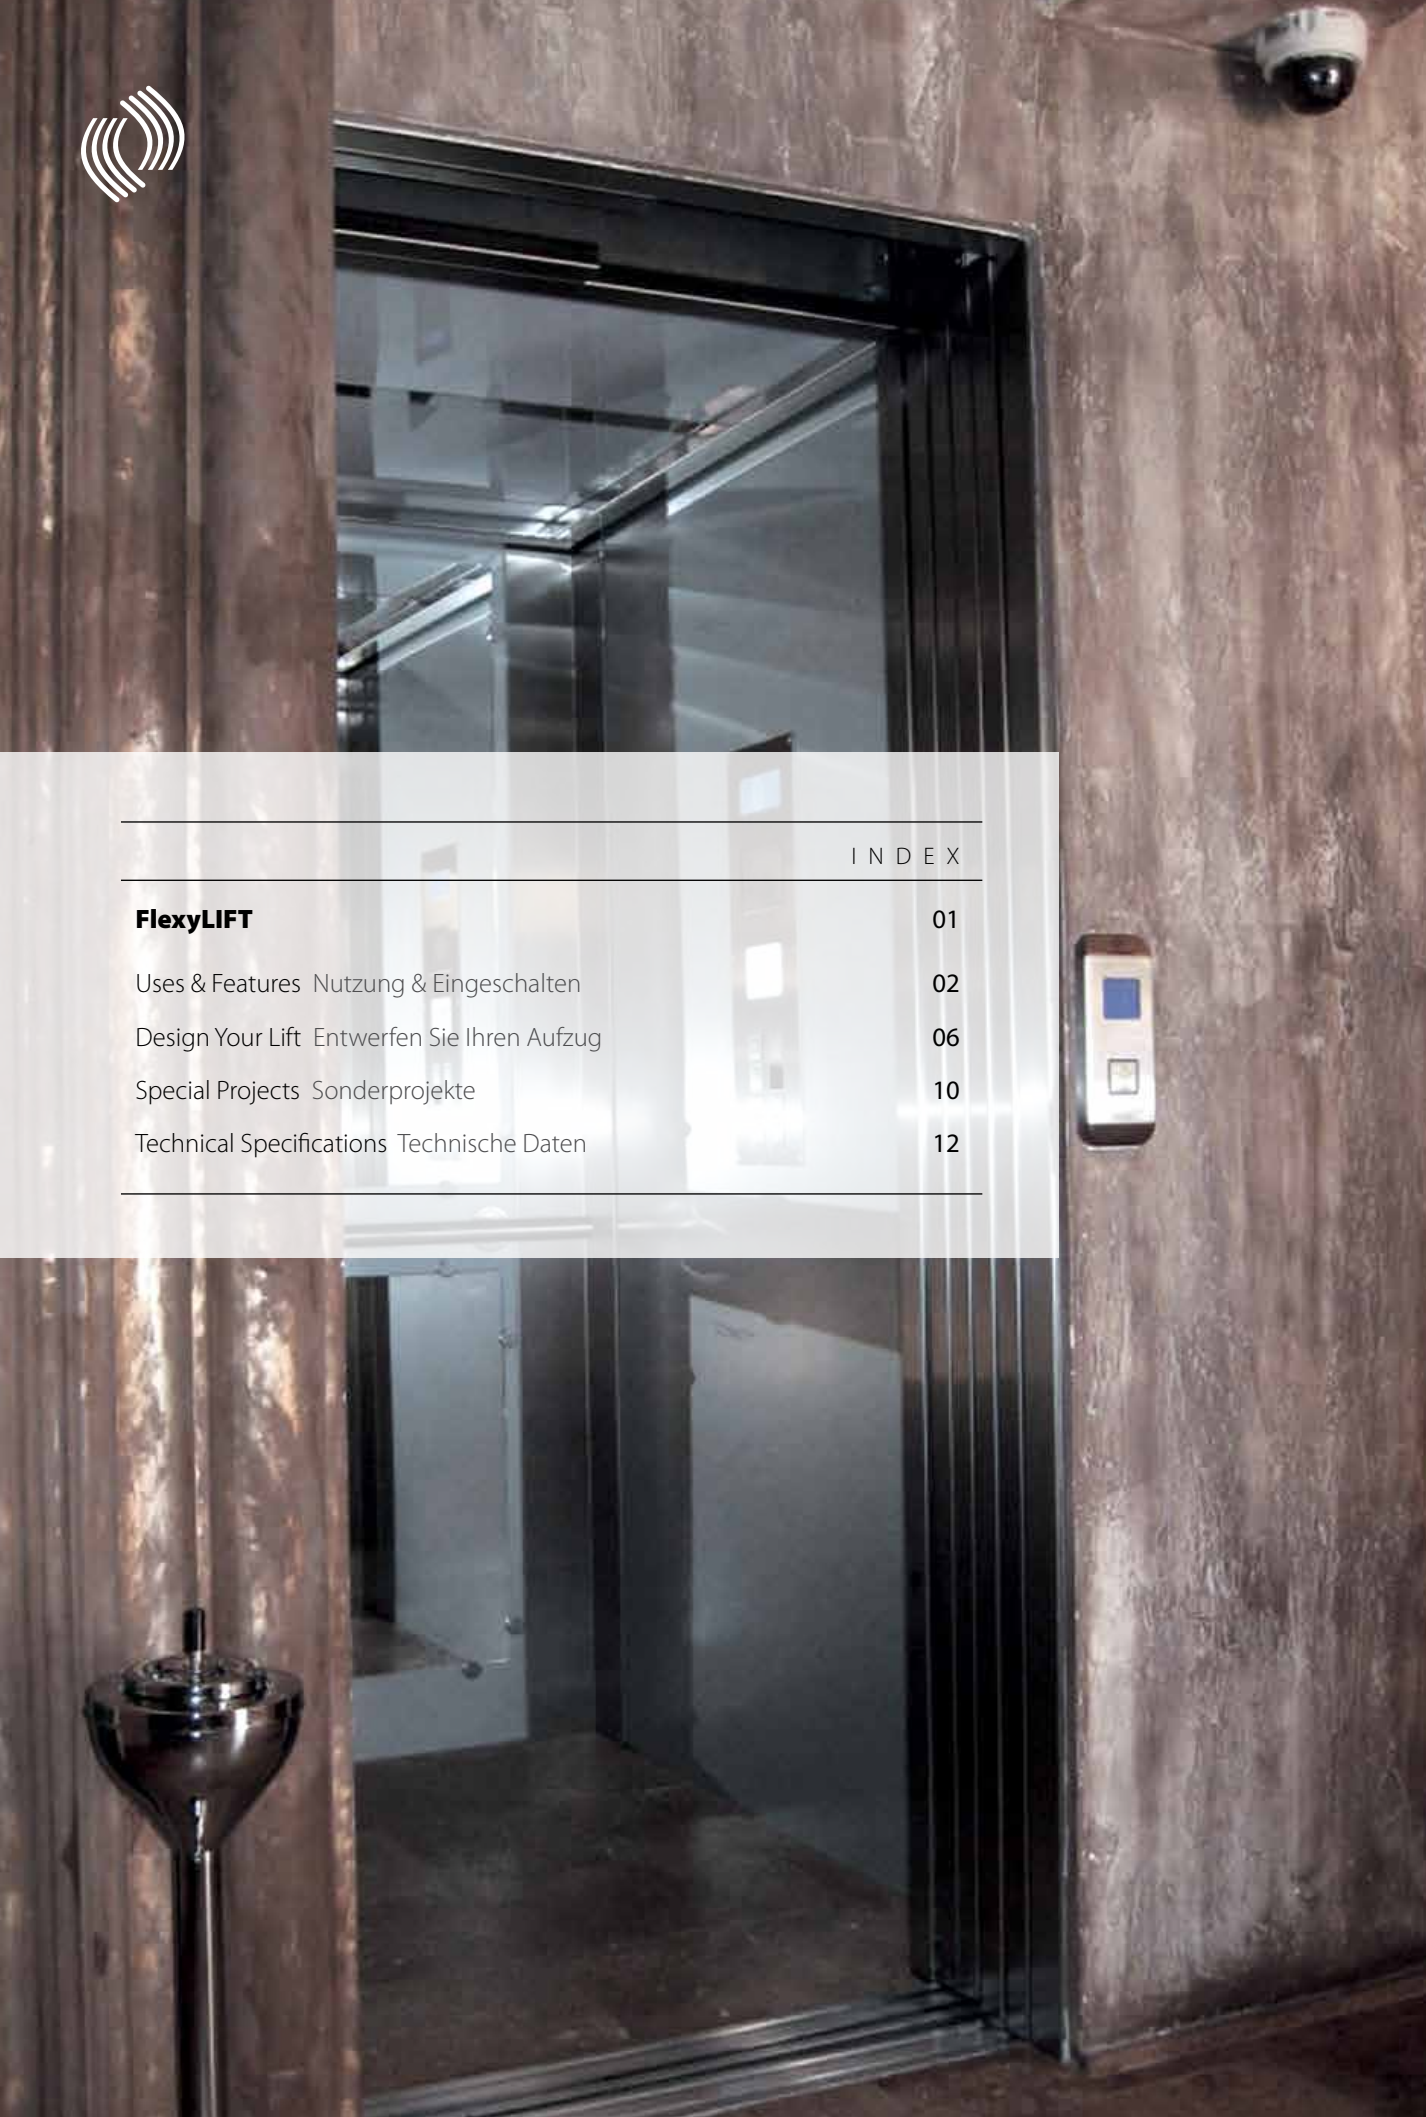 INDEX
FlexyLIFT 01
Uses & Features Nutzung & Eingeschalten 02
Design Your Lift Entwerfen Sie Ihren Aufzug 06
Special Projects Sonderprojekte 10
Technical Specifications Technische Daten 12